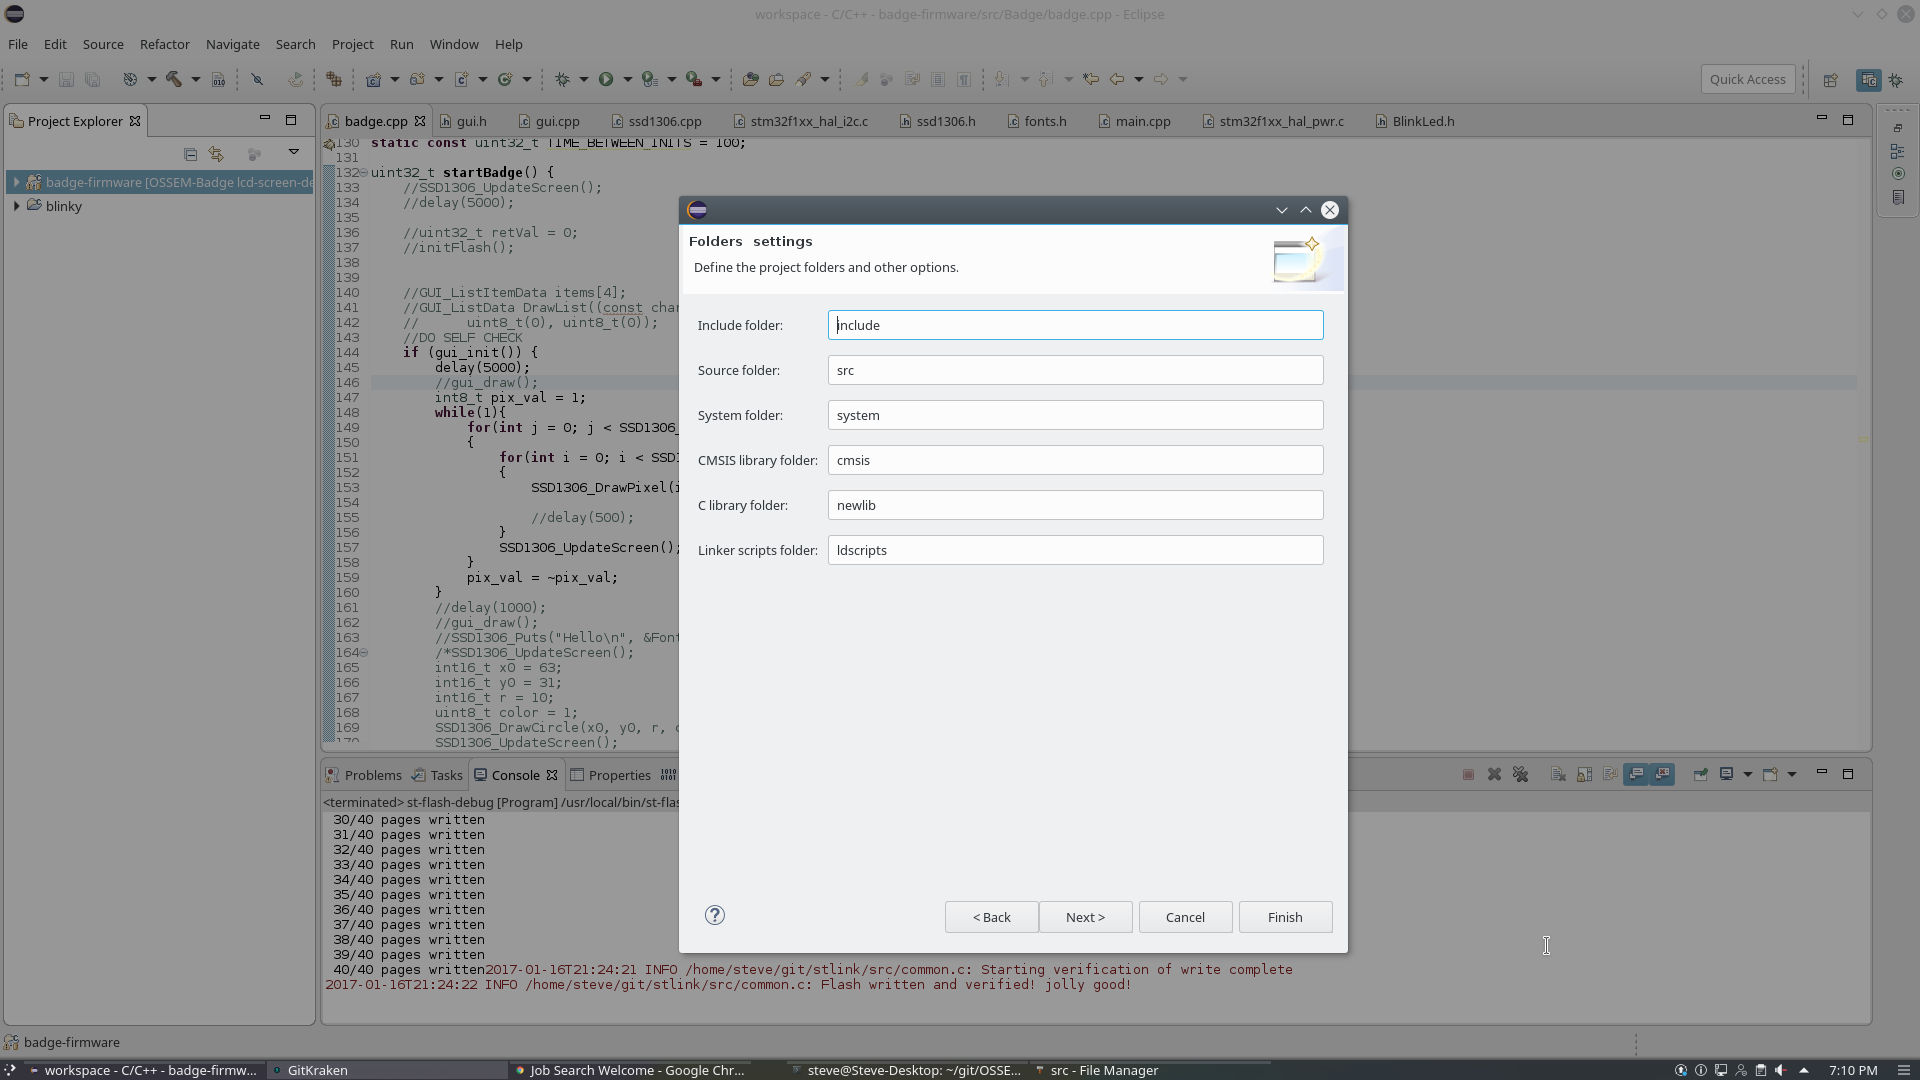 workspace - C/C++ - badge-firmware/src/Badge/badge.cpp - Eclipse
File Edit Source Refactor Navigate Search Project Run Window Help
Quick Access
Project Explorer
badge-firmware [OSSEM-Badge lcd-screen-de
blinky
badge.cpp gui.h gui.cpp ssd1306.cpp stm32f1xx_hal_i2c.c ssd1306.h fonts.h main.cpp stm32f1xx_hal_pwr.c BlinkLed.h
130 static const uint32_t TIME_BETWEEN_INITS = 100;
131
132 uint32_t startBadge() {
133 //SSD1306_UpdateScreen();
134 //delay(5000);
135
136 //uint32_t retVal = 0;
137 //initFlash();
138
139
140 //GUI_ListItemData items[4];
141 //GUI_ListData DrawList((const char
142 // uint8_t(0), uint8_t(0));
143 //DO SELF CHECK
144 if (gui_init()) {
145 delay(5000);
146 //gui_draw();
147 int8_t pix_val = 1;
148 while(1){
149 for(int j = 0; j < SSD1306_
150 {
151 for(int i = 0; i < SSD1
152 {
153 SSD1306_DrawPixel(i
154
155 //delay(500);
156 }
157 SSD1306_UpdateScreen();
158 }
159 pix_val = ~pix_val;
160 }
161 //delay(1000);
162 //gui_draw();
163 //SSD1306_Puts("Hello\n", &Font
164 /*SSD1306_UpdateScreen();
165 int16_t x0 = 63;
166 int16_t y0 = 31;
167 int16_t r = 10;
168 uint8_t color = 1;
169 SSD1306_DrawCircle(x0, y0, r, c
170 SSD1306_UpdateScreen();
Folders settings
Define the project folders and other options.
Include folder: include
Source folder: src
System folder: system
CMSIS library folder: cmsis
C library folder: newlib
Linker scripts folder: ldscripts
< Back Next > Cancel Finish
Problems Tasks Console Properties
<terminated> st-flash-debug [Program] /usr/local/bin/st-flas
30/40 pages written
31/40 pages written
32/40 pages written
33/40 pages written
34/40 pages written
35/40 pages written
36/40 pages written
37/40 pages written
38/40 pages written
39/40 pages written
40/40 pages written2017-01-16T21:24:21 INFO /home/steve/git/stlink/src/common.c: Starting verification of write complete
2017-01-16T21:24:22 INFO /home/steve/git/stlink/src/common.c: Flash written and verified! jolly good!
badge-firmware
workspace - C/C++ - badge-firmw... GitKraken Job Search Welcome - Google Chr... steve@Steve-Desktop: ~/git/OSSE... src - File Manager 7:10 PM